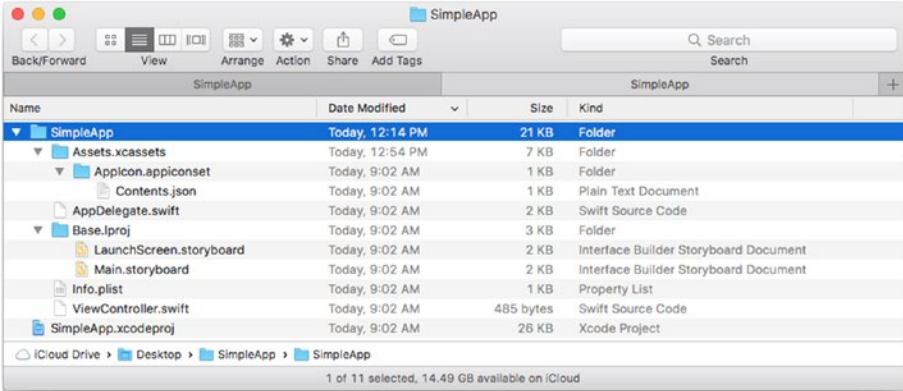 SimpleApp
Back/Forward View Arrange Action Share Add Tags Search Search
SimpleApp SimpleApp +
Name Date Modified Size Kind
SimpleApp Today, 12:14 PM 21 KB Folder
Assets.xcassets Today, 12:54 PM 7 KB Folder
AppIcon.appiconset Today, 9:02 AM 1 KB Folder
Contents.json Today, 9:02 AM 1 KB Plain Text Document
AppDelegate.swift Today, 9:02 AM 2 KB Swift Source Code
Base.lproj Today, 9:02 AM 3 KB Folder
LaunchScreen.storyboard Today, 9:02 AM 2 KB Interface Builder Storyboard Document
Main.storyboard Today, 9:02 AM 2 KB Interface Builder Storyboard Document
Info.plist Today, 9:02 AM 1 KB Property List
ViewController.swift Today, 9:02 AM 485 bytes Swift Source Code
SimpleApp.xcodeproj Today, 9:02 AM 26 KB Xcode Project
iCloud Drive › Desktop › SimpleApp › SimpleApp
1 of 11 selected, 14.49 GB available on iCloud